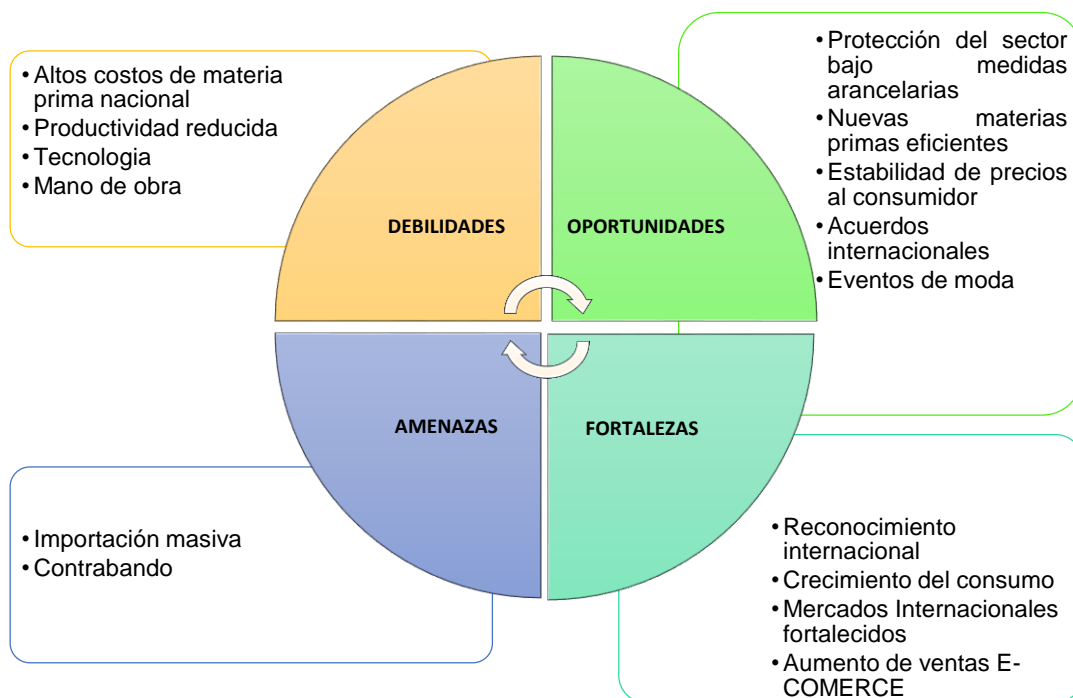 • Altos costos de materia
prima nacional
• Productividad reducida
• Tecnologia
• Mano de obra
DEBILIDADES
OPORTUNIDADES
• Protección del sector
bajo medidas
arancelarias
• Nuevas materias
primas eficientes
• Estabilidad de precios
al consumidor
• Acuerdos
internacionales
• Eventos de moda
AMENAZAS
FORTALEZAS
• Importación masiva
• Contrabando
• Reconocimiento
internacional
• Crecimiento del consumo
• Mercados Internacionales
fortalecidos
• Aumento de ventas E-
COMERCE